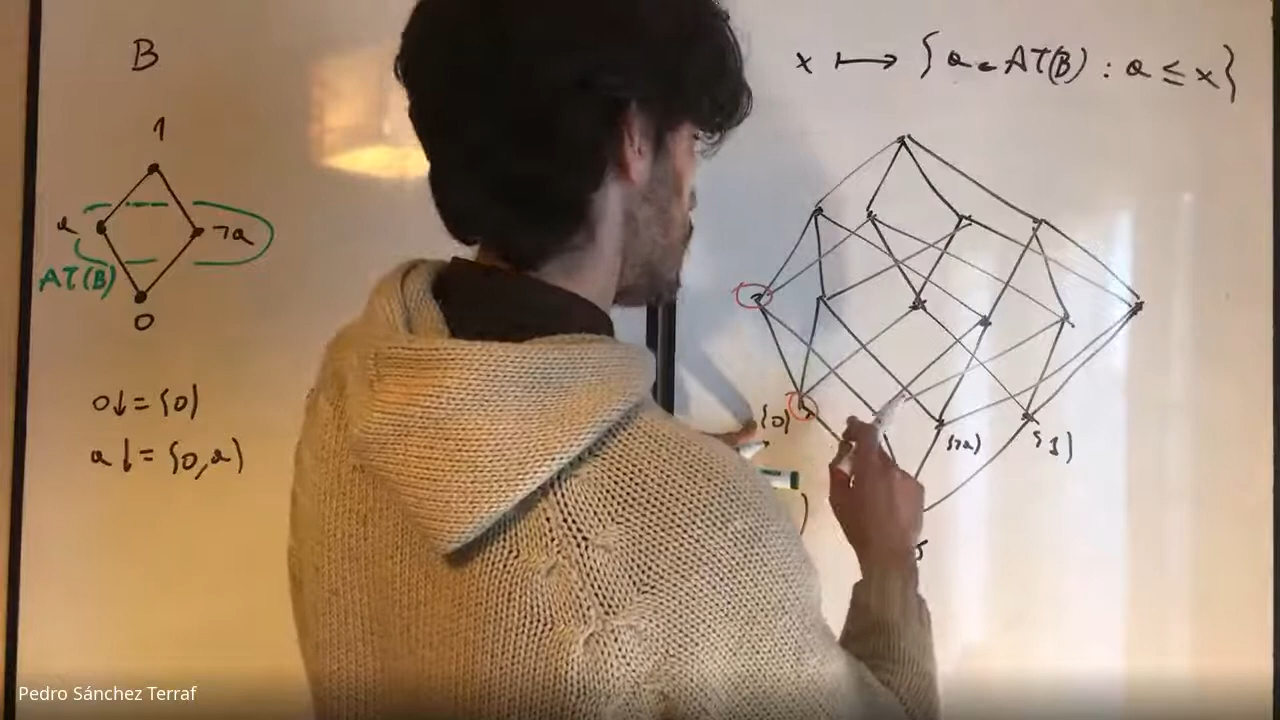 B
1
a
¬a
AT(B)
0
0↓ = {0}
a↓ = {0,a}
x ⟼ {a ∈ AT(B) : a ≤ x}
{0}
{¬a}
{1}
Pedro Sánchez Terraf